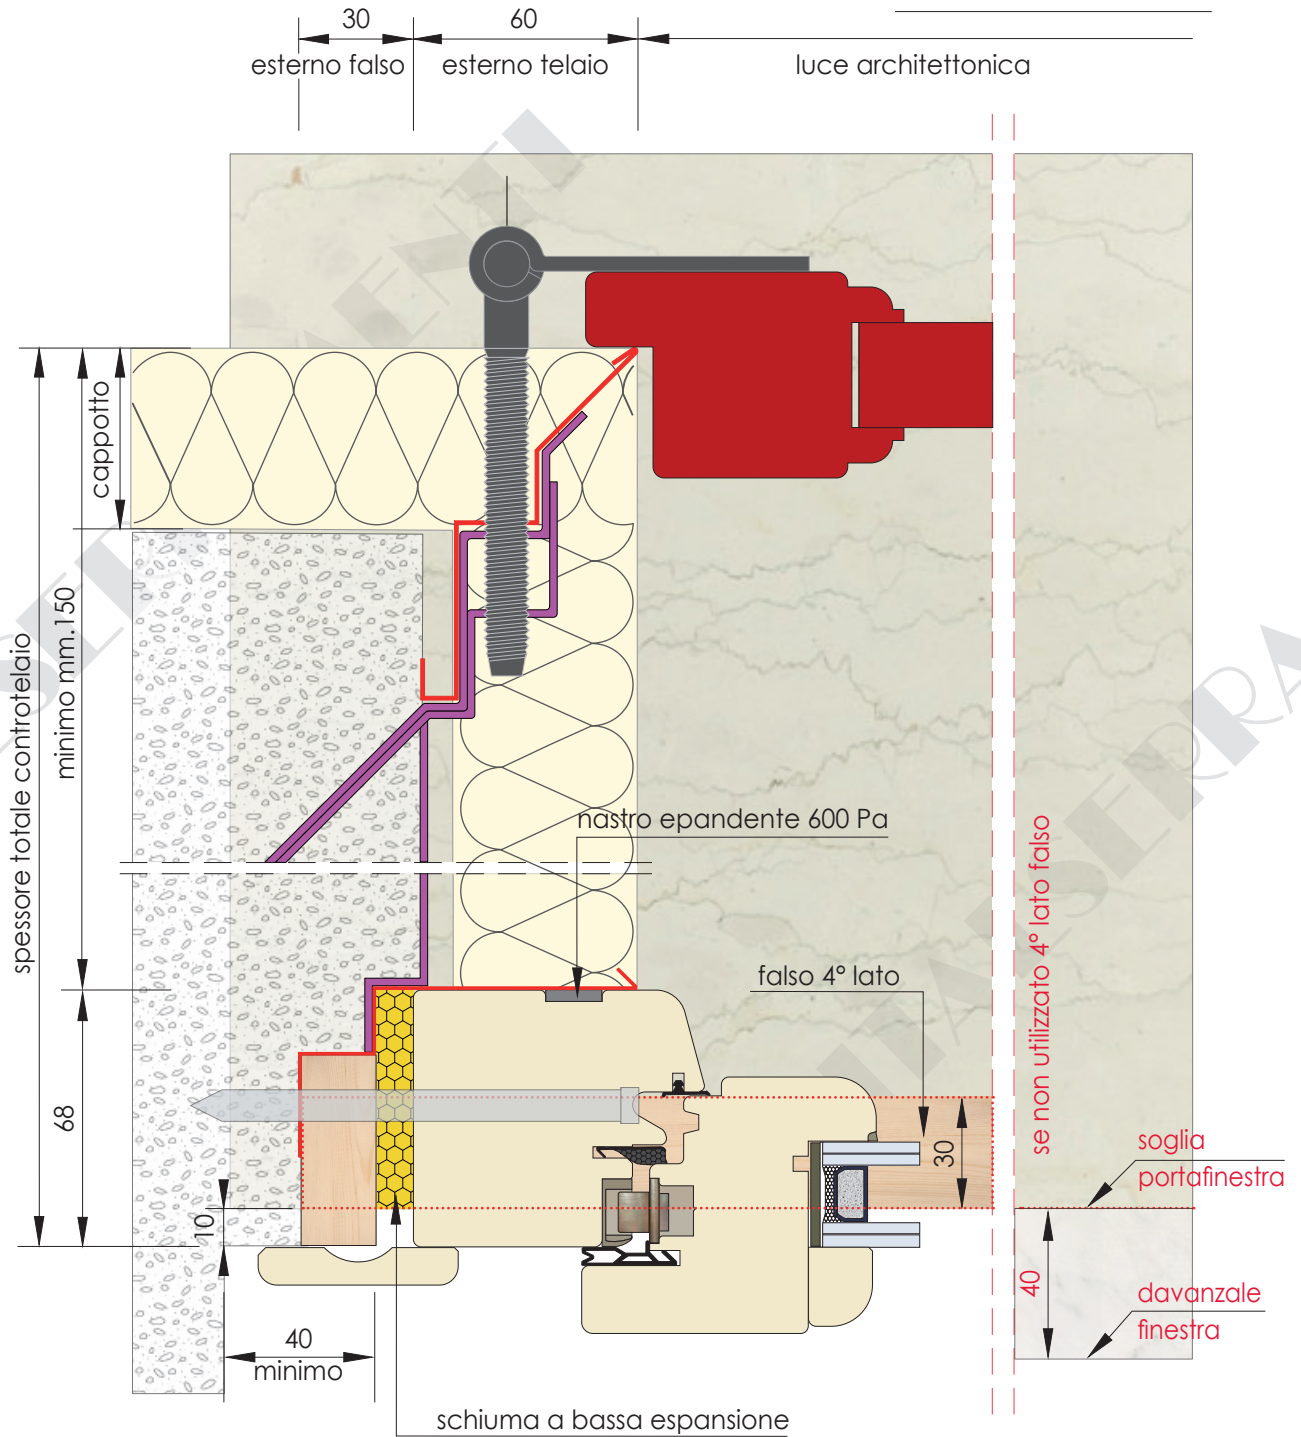 30
60
esterno falso
esterno telaio
luce architettonica
cappotto
minimo mm.150
spessore totale controtelaio
nastro epandente 600 Pa
falso 4° lato
se non utilizzato 4° lato falso
68
30
10
soglia
portafinestra
40
davanzale
finestra
40
minimo
schiuma a bassa espansione